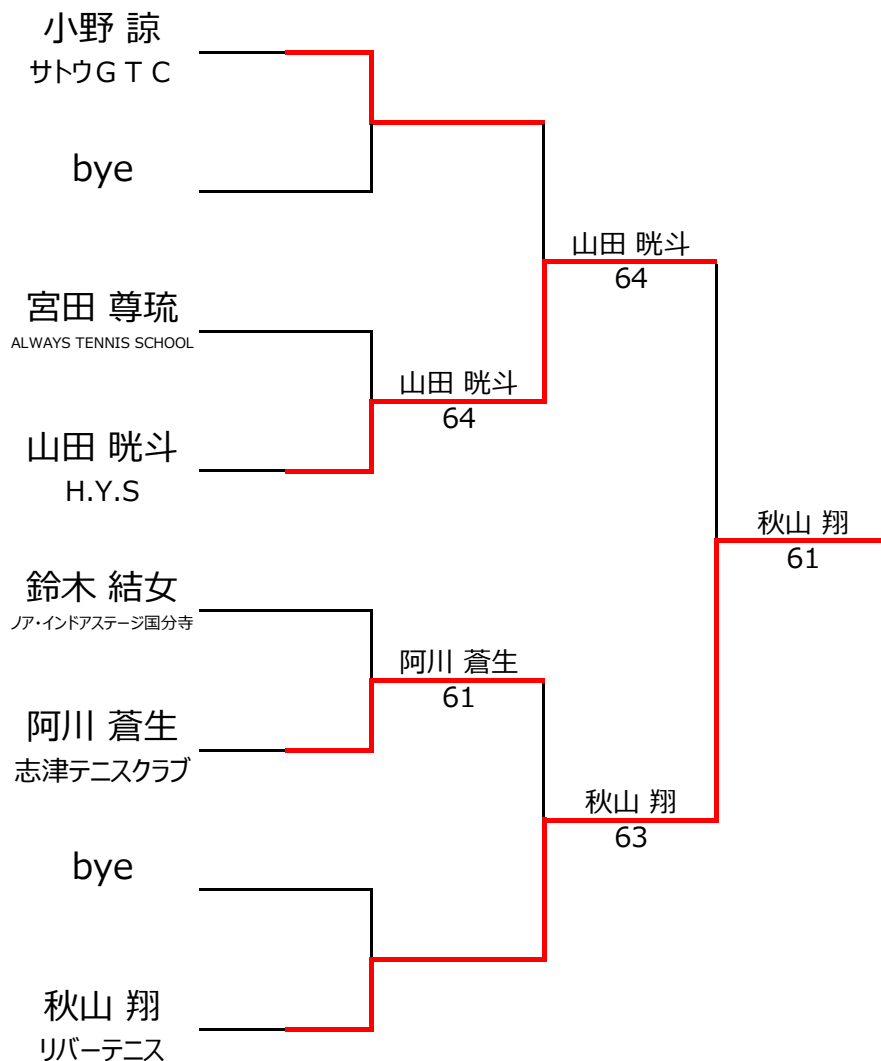 小野 諒
サトウＧＴＣ
bye
山田 晄斗
64
宮田 尊琉
ALWAYS TENNIS SCHOOL
山田 晄斗
64
山田 晄斗
H.Y.S
秋山 翔
61
鈴木 結女
ノア・インドアステージ国分寺
阿川 蒼生
61
阿川 蒼生
志津テニスクラブ
秋山 翔
63
bye
秋山 翔
リバーテニス